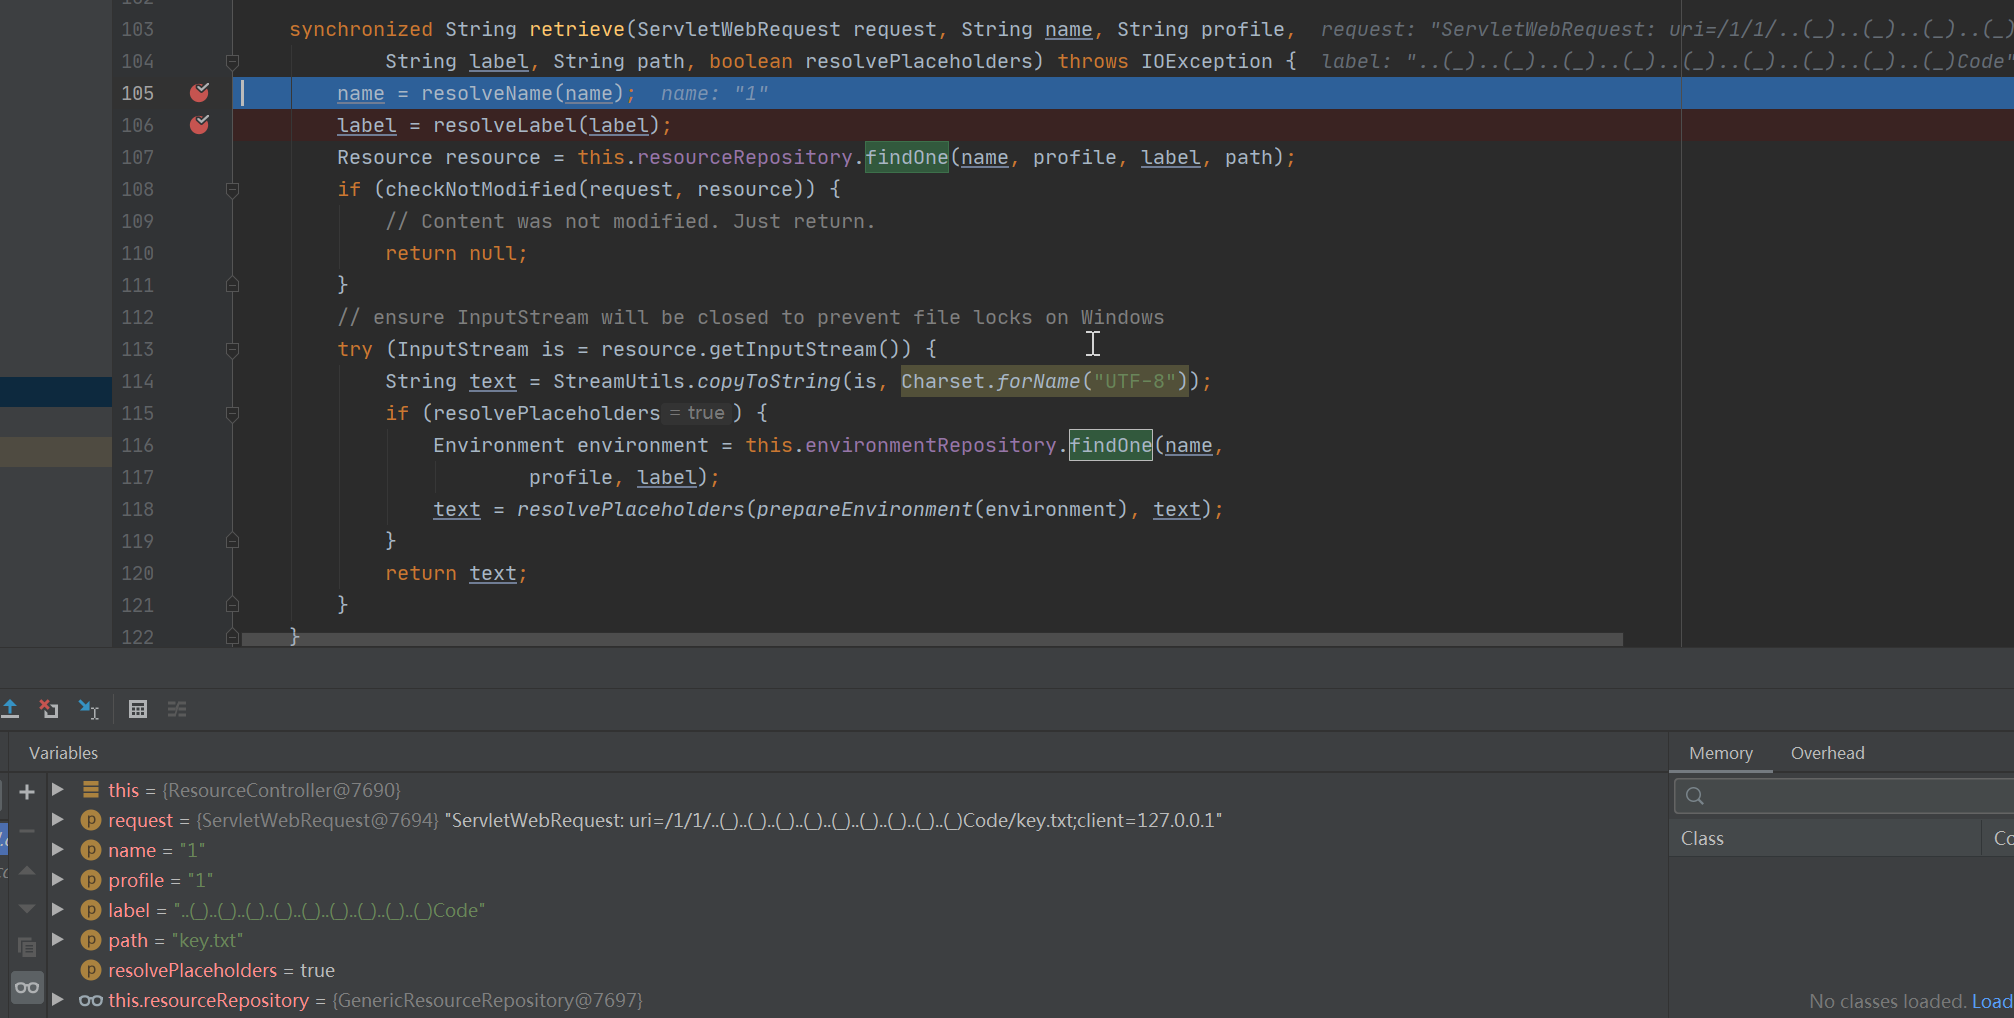 102
103 synchronized String retrieve(ServletWebRequest request, String name, String profile, request: "ServletWebRequest: uri=/1/1/..(_)..(_)..(_)..(_)
104 String label, String path, boolean resolvePlaceholders) throws IOException { label: "..(_)..(_)..(_)..(_)..(_)..(_)..(_)..(_)..(_)Code"
105 name = resolveName(name); name: "1"
106 label = resolveLabel(label);
107 Resource resource = this.resourceRepository.findOne(name, profile, label, path);
108 if (checkNotModified(request, resource)) {
109 // Content was not modified. Just return.
110 return null;
111 }
112 // ensure InputStream will be closed to prevent file locks on Windows
113 try (InputStream is = resource.getInputStream()) {
114 String text = StreamUtils.copyToString(is, Charset.forName("UTF-8"));
115 if (resolvePlaceholders = true ) {
116 Environment environment = this.environmentRepository.findOne(name,
117 profile, label);
118 text = resolvePlaceholders(prepareEnvironment(environment), text);
119 }
120 return text;
121 }
122 }
Variables
Memory Overhead
this = {ResourceController@7690}
request = {ServletWebRequest@7694} "ServletWebRequest: uri=/1/1/..(_)..(_)..(_)..(_)..(_)..(_)..(_)..(_)..(_)Code/key.txt;client=127.0.0.1"
name = "1"
Class
profile = "1"
label = "..(_)..(_)..(_)..(_)..(_)..(_)..(_)..(_)..(_)Code"
path = "key.txt"
resolvePlaceholders = true
this.resourceRepository = {GenericResourceRepository@7697}
No classes loaded. Load